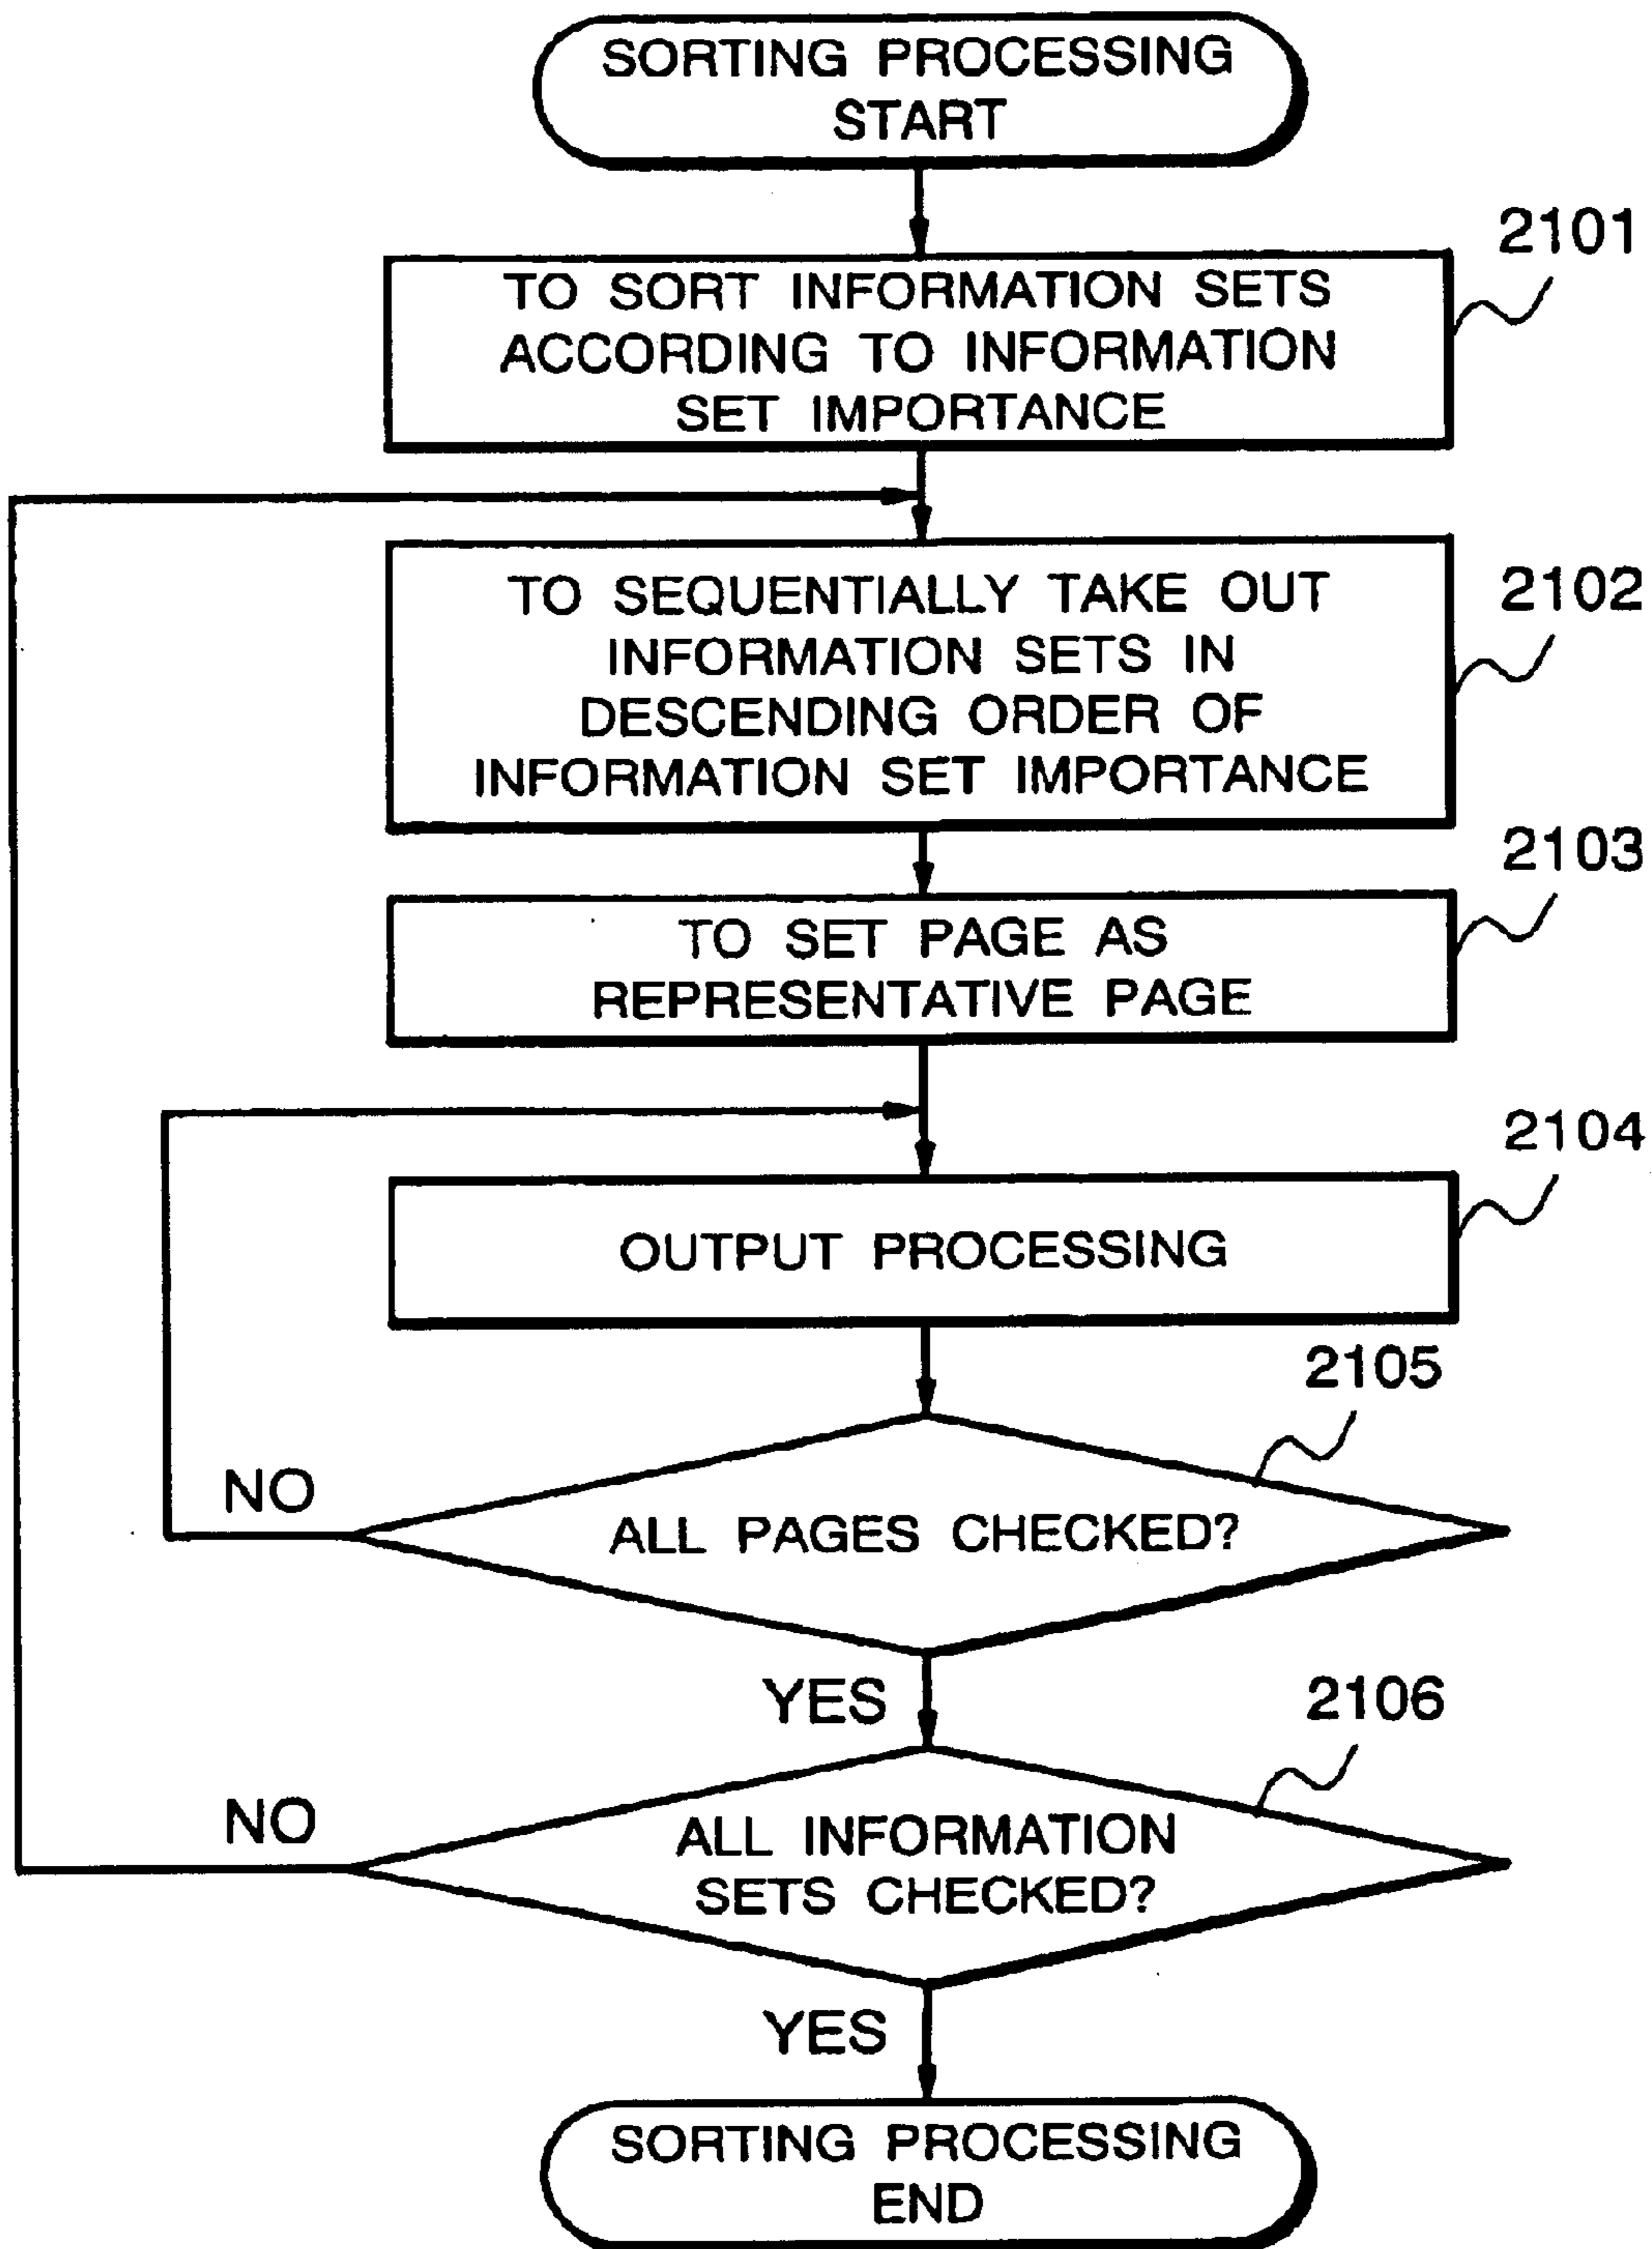 SORTING PROCESSING
START
2101
TO SORT INFORMATION SETS
ACCORDING TO INFORMATION
SET IMPORTANCE
2102
TO SEQUENTIALLY TAKE OUT
INFORMATION SETS IN
DESCENDING ORDER OF
INFORMATION SET IMPORTANCE
2103
TO SET PAGE AS
REPRESENTATIVE PAGE
2104
OUTPUT PROCESSING
2105
NO
ALL PAGES CHECKED?
YES
2106
NO
ALL INFORMATION
SETS CHECKED?
YES
SORTING PROCESSING
END